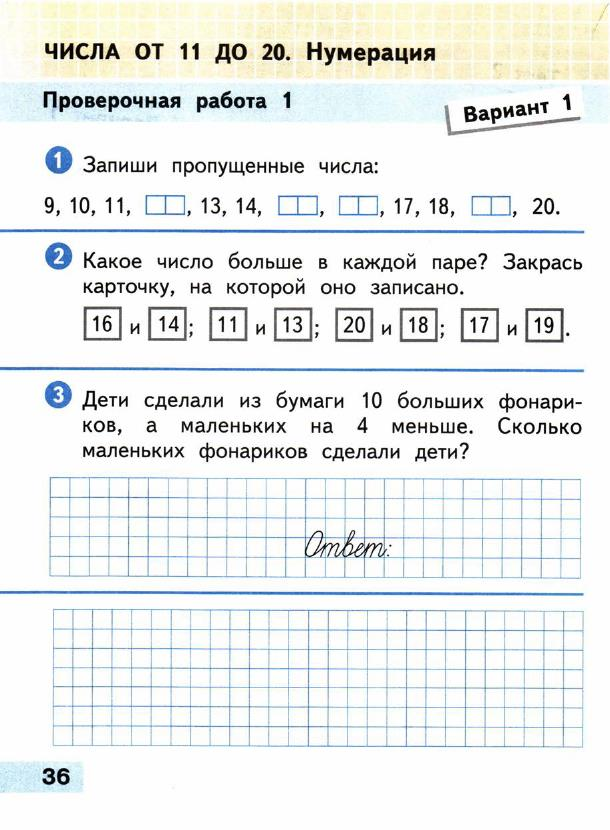 ЧИСЛА ОТ 11 ДО 20. Нумерация
Проверочная работа 1
Вариант 1
1 Запиши пропущенные числа:
9, 10, 11, , 13, 14, , , 17, 18, , 20.
2 Какое число больше в каждой паре? Закрась
карточку, на которой оно записано.
16 и 14; 11 и 13; 20 и 18; 17 и 19.
3 Дети сделали из бумаги 10 больших фонари-
ков, а маленьких на 4 меньше. Сколько
маленьких фонариков сделали дети?
Ответ:
36